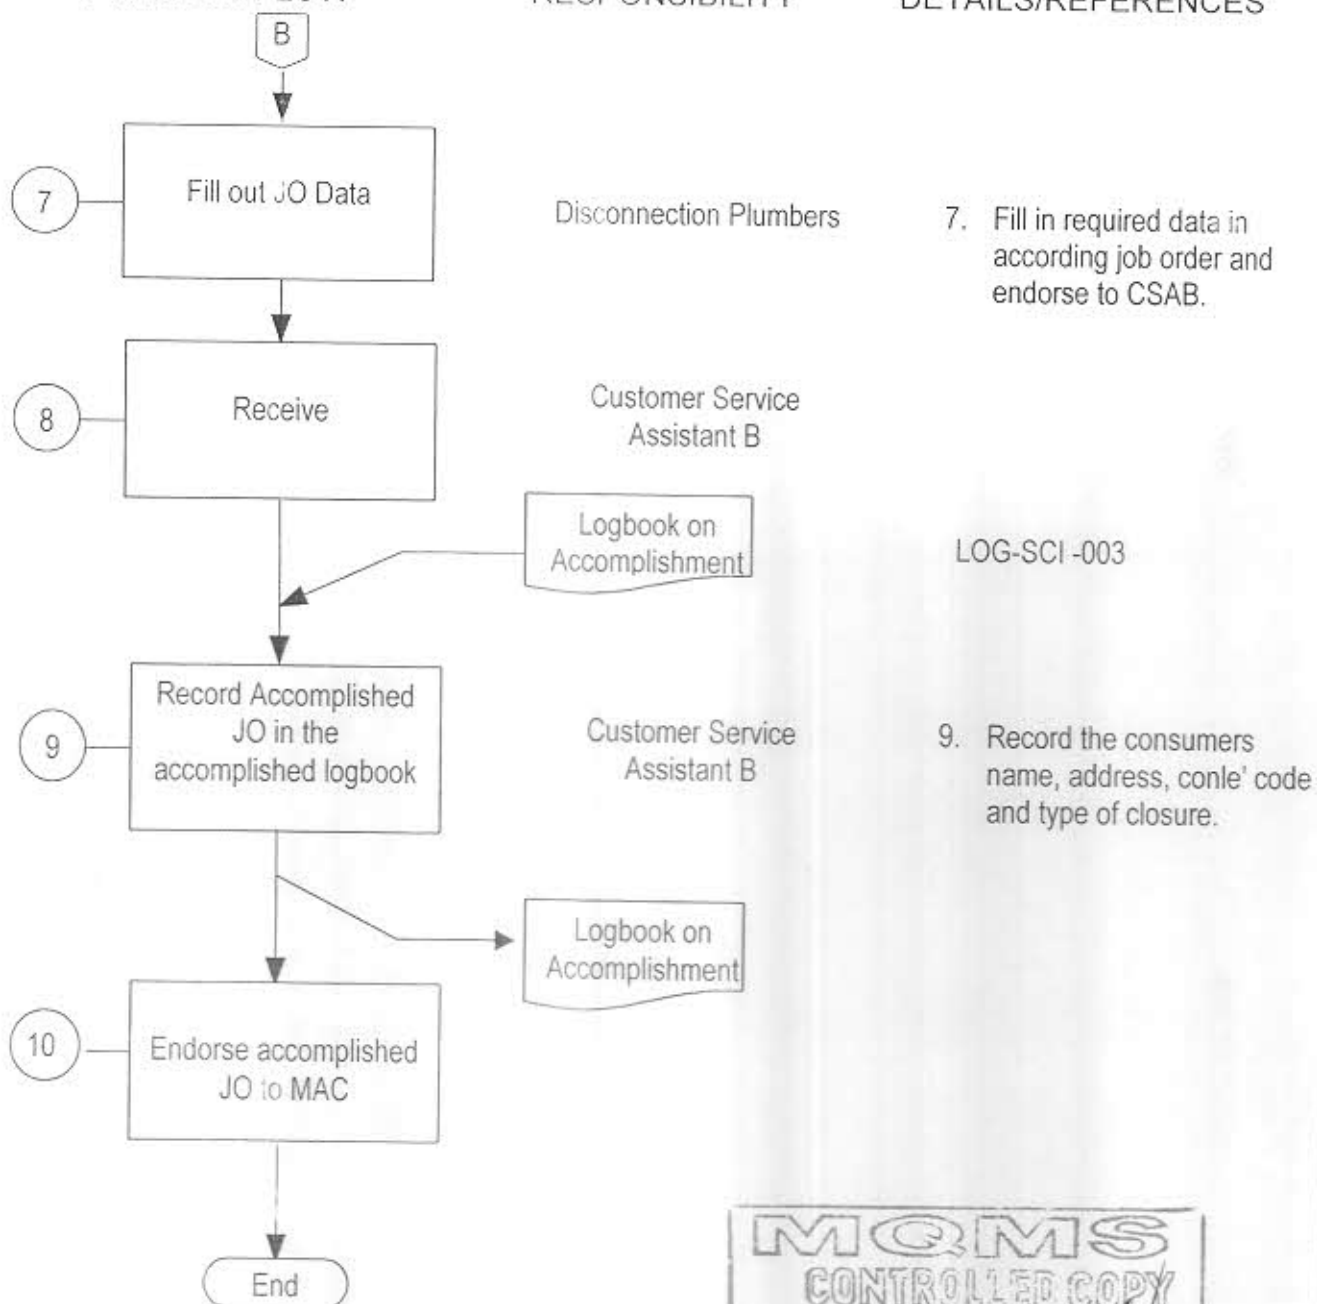 RESPONSIBILITY
DETAILS/REFERENCES
B
7
Fill out JO Data
Disconnection Plumbers
7. Fill in required data in
according job order and
endorse to CSAB.
8
Receive
Customer Service
Assistant B
Logbook on
Accomplishment
LOG-SCI -003
9
Record Accomplished
JO in the
accomplished logbook
Customer Service
Assistant B
9. Record the consumers
name, address, conle' code
and type of closure.
Logbook on
Accomplishment
10
Endorse accomplished
JO to MAC
End
MQMS
CONTROLLED COPY